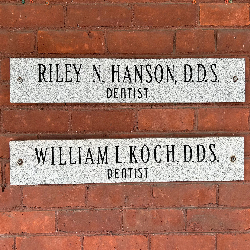 RILEY N. HANSON, D.D.S.
DENTIST
WILLIAM I. KOCH, D.D.S.
DENTIST